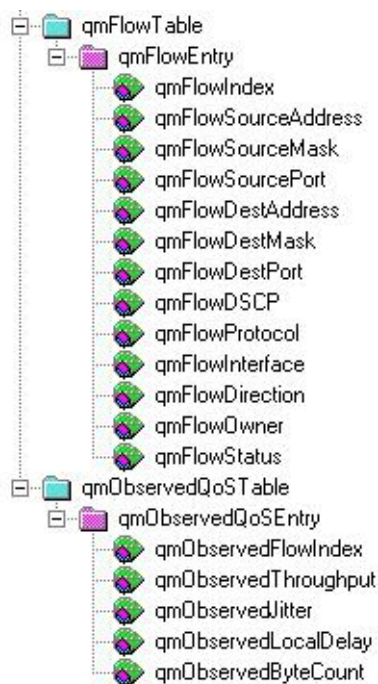 qmFlowTable
qmFlowEntry
qmFlowIndex
qmFlowSourceAddress
qmFlowSourceMask
qmFlowSourcePort
qmFlowDestAddress
qmFlowDestMask
qmFlowDestPort
qmFlowDSCP
qmFlowProtocol
qmFlowInterface
qmFlowDirection
qmFlowOwner
qmFlowStatus
qmObservedQoSTable
qmObservedQoSEntry
qmObservedFlowIndex
qmObservedThroughput
qmObservedJitter
qmObservedLocalDelay
qmObservedByteCount